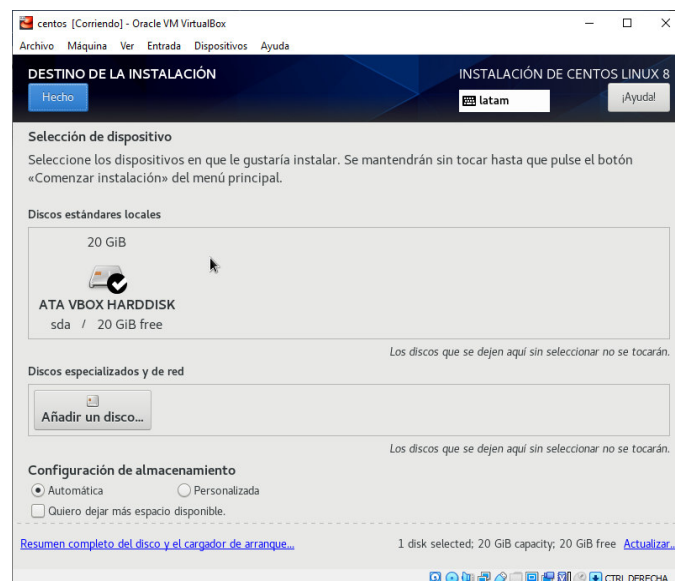 centos [Corriendo] - Oracle VM VirtualBox
Archivo Máquina Ver Entrada Dispositivos Ayuda
DESTINO DE LA INSTALACIÓN
INSTALACIÓN DE CENTOS LINUX 8
Hecho
latam
¡Ayuda!
Selección de dispositivo
Seleccione los dispositivos en que le gustaría instalar. Se mantendrán sin tocar hasta que pulse el botón
«Comenzar instalación» del menú principal.
Discos estándares locales
20 GiB
ATA VBOX HARDDISK
sda / 20 GiB free
Los discos que se dejen aquí sin seleccionar no se tocarán.
Discos especializados y de red
Añadir un disco...
Los discos que se dejen aquí sin seleccionar no se tocarán.
Configuración de almacenamiento
Automática Personalizada
Quiero dejar más espacio disponible.
Resumen completo del disco y el cargador de arranque...
1 disk selected; 20 GiB capacity; 20 GiB free Actualizar..
CTRL DERECHA